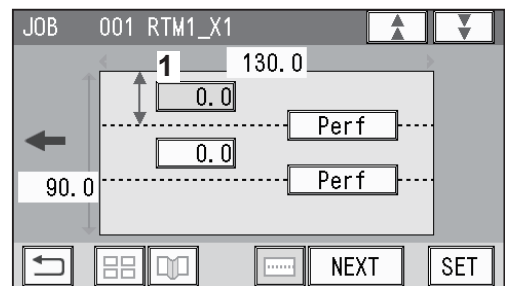 JOB 001 RTM1_X1
1 130.0
0.0
Perf
0.0
Perf
90.0
NEXT SET